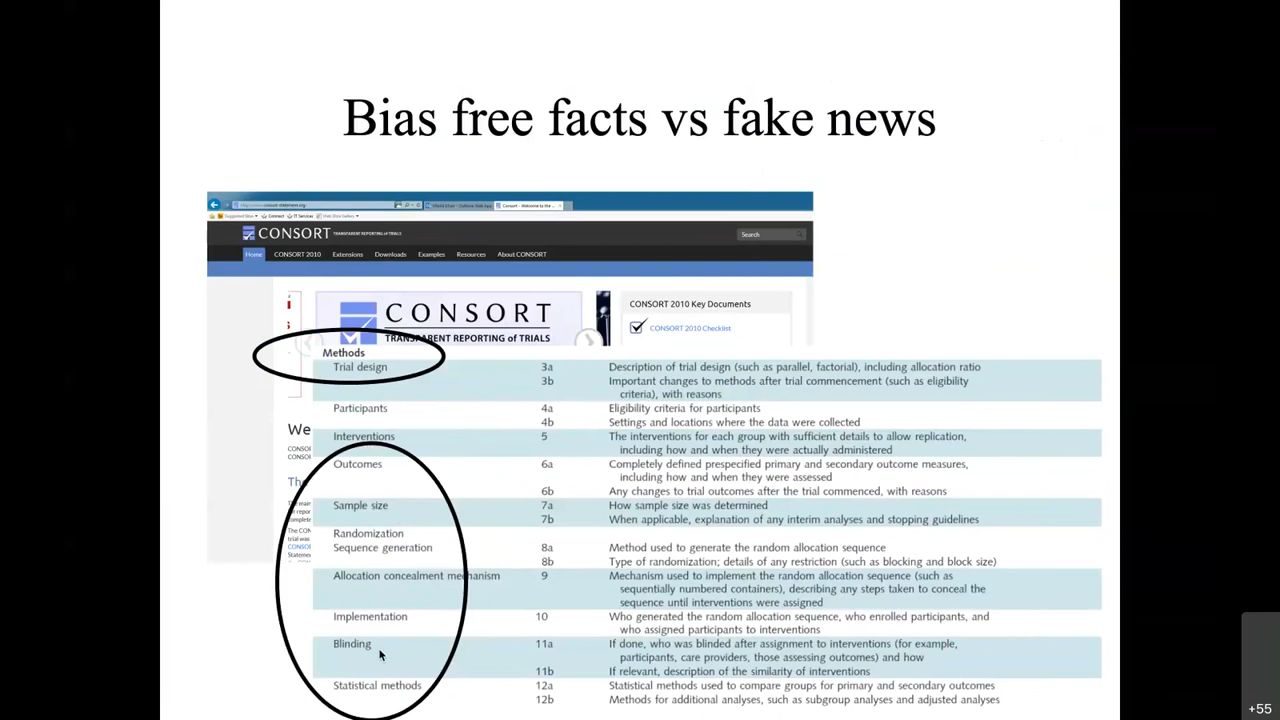 Bias free facts vs fake news
CONSORT TRANSPARENT REPORTING of TRIALS
Search
Home CONSORT 2010 Extensions Downloads Examples Resources About CONSORT
CONSORT
TRANSPARENT REPORTING of TRIALS
CONSORT 2010 Key Documents
CONSORT 2010 Checklist
Methods
Trial design 3a Description of trial design (such as parallel, factorial), including allocation ratio
3b Important changes to methods after trial commencement (such as eligibility
criteria), with reasons
Participants 4a Eligibility criteria for participants
4b Settings and locations where the data were collected
Interventions 5 The interventions for each group with sufficient details to allow replication,
including how and when they were actually administered
Outcomes 6a Completely defined prespecified primary and secondary outcome measures,
including how and when they were assessed
6b Any changes to trial outcomes after the trial commenced, with reasons
Sample size 7a How sample size was determined
7b When applicable, explanation of any interim analyses and stopping guidelines
Randomization
Sequence generation 8a Method used to generate the random allocation sequence
8b Type of randomization; details of any restriction (such as blocking and block size)
Allocation concealment mechanism 9 Mechanism used to implement the random allocation sequence (such as
sequentially numbered containers), describing any steps taken to conceal the
sequence until interventions were assigned
Implementation 10 Who generated the random allocation sequence, who enrolled participants, and
who assigned participants to interventions
Blinding 11a If done, who was blinded after assignment to interventions (for example,
participants, care providers, those assessing outcomes) and how
11b If relevant, description of the similarity of interventions
Statistical methods 12a Statistical methods used to compare groups for primary and secondary outcomes
12b Methods for additional analyses, such as subgroup analyses and adjusted analyses
+55